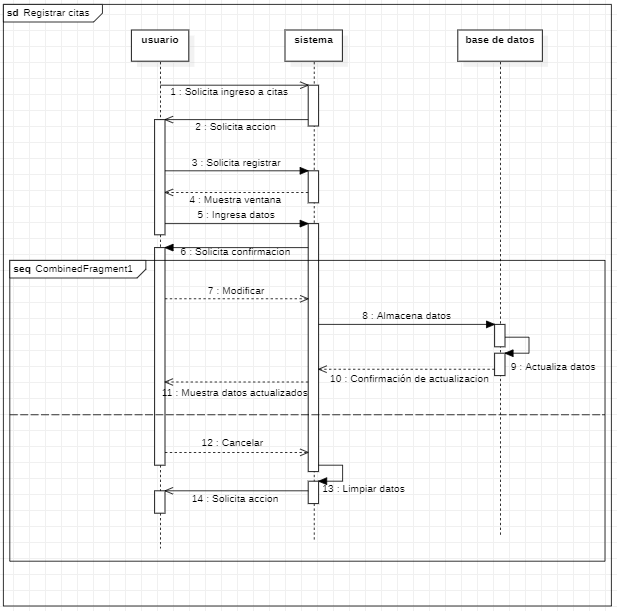 sd Registrar citas
usuario
sistema
base de datos
1 : Solicita ingreso a citas
2 : Solicita accion
3 : Solicita registrar
4 : Muestra ventana
5 : Ingresa datos
6 : Solicita confirmacion
seq CombinedFragment1
7 : Modificar
8 : Almacena datos
9 : Actualiza datos
10 : Confirmación de actualizacion
11 : Muestra datos actualizados
12 : Cancelar
13 : Limpiar datos
14 : Solicita accion